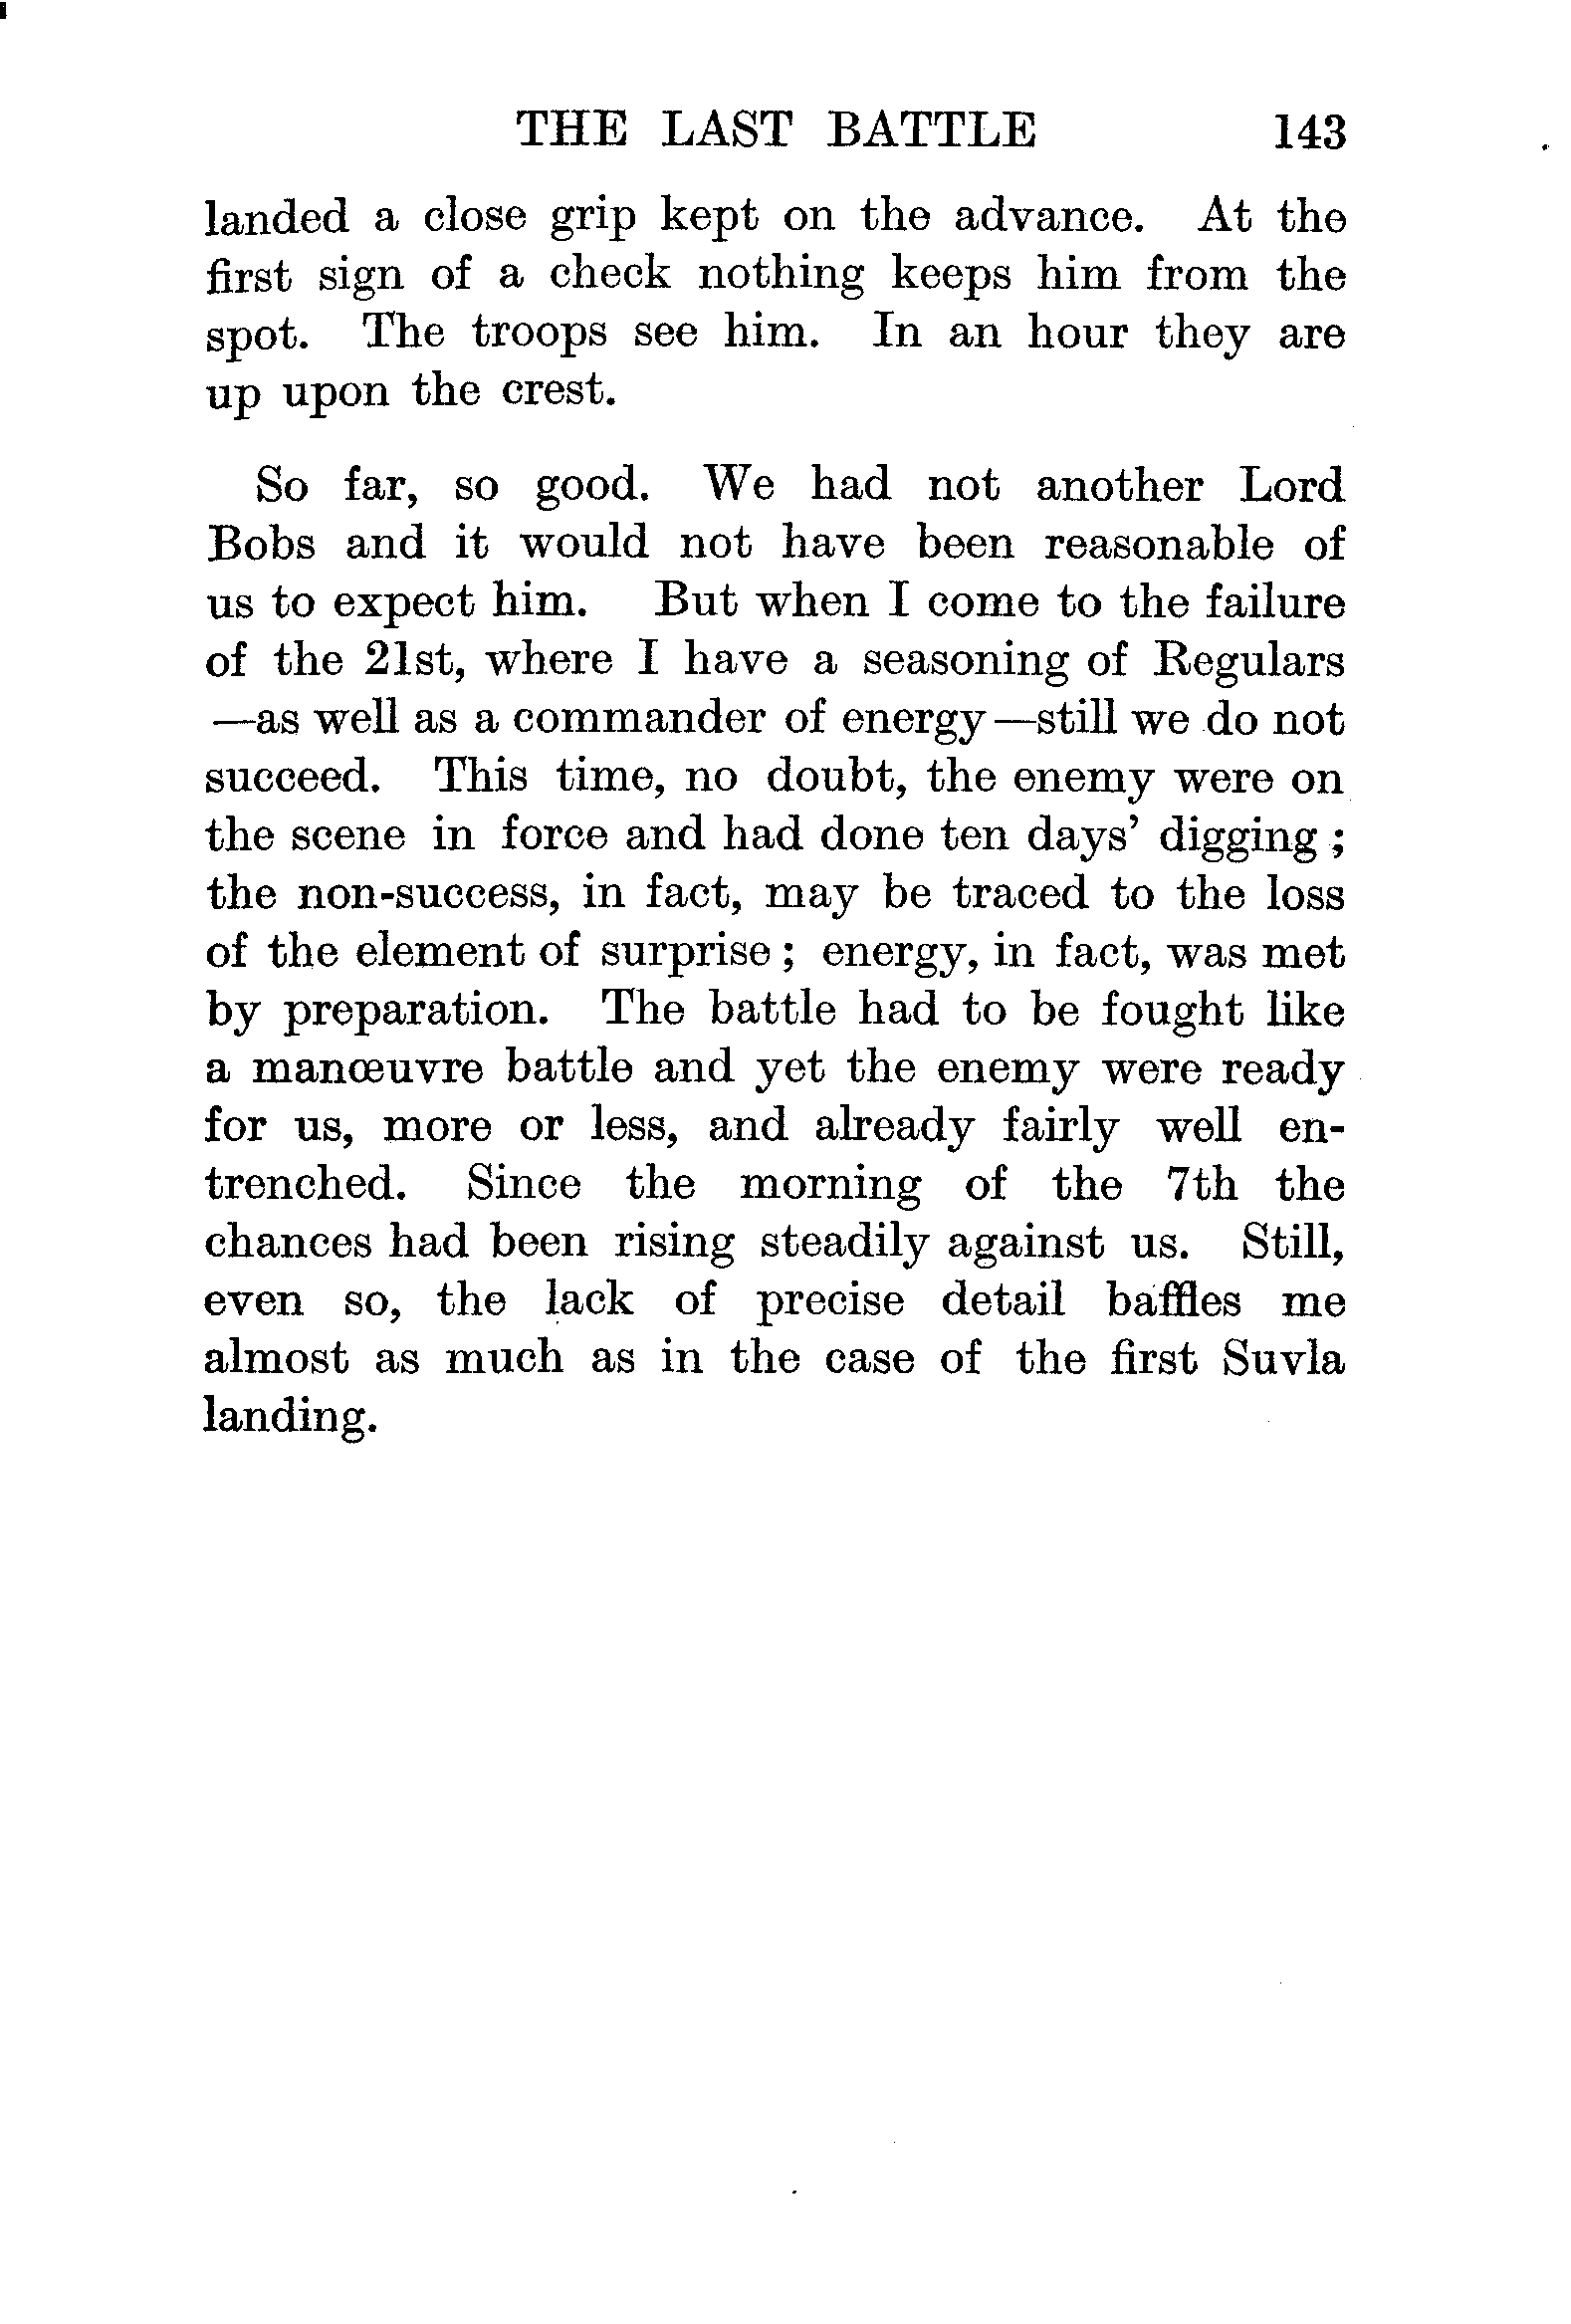 THE LAST BATTLE 143
landed a close grip kept on the advance. At the
first sign of a check nothing keeps him from the
spot. The troops see him. In an hour they are
up upon the crest.
So far, so good. We had not another Lord
Bobs and it would not have been reasonable of
us to expect him. But when I come to the failure
of the 21st, where I have a seasoning of Regulars
—as well as a commander of energy—still we do not
succeed. This time, no doubt, the enemy were on
the scene in force and had done ten days' digging;
the non-success, in fact, may be traced to the loss
of the element of surprise; energy, in fact, was met
by preparation. The battle had to be fought like
a manœuvre battle and yet the enemy were ready
for us, more or less, and already fairly well en-
trenched. Since the morning of the 7th the
chances had been rising steadily against us. Still,
even so, the lack of precise detail baffles me
almost as much as in the case of the first Suvla
landing.